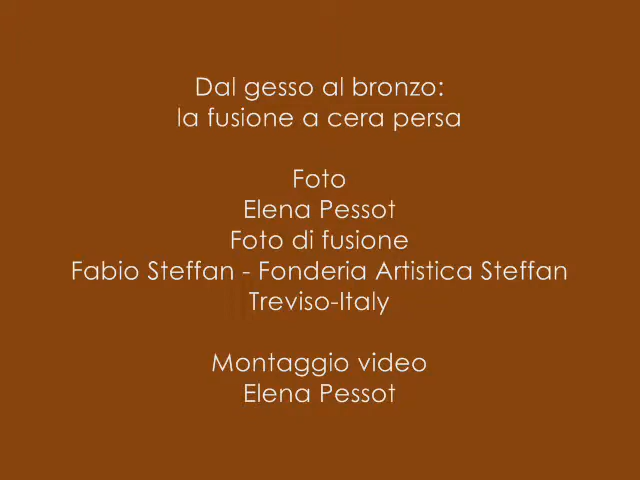 Dal gesso al bronzo:
la fusione a cera persa
Foto
Elena Pessot
Foto di fusione
Fabio Steffan - Fonderia Artistica Steffan
Treviso-Italy
Montaggio video
Elena Pessot